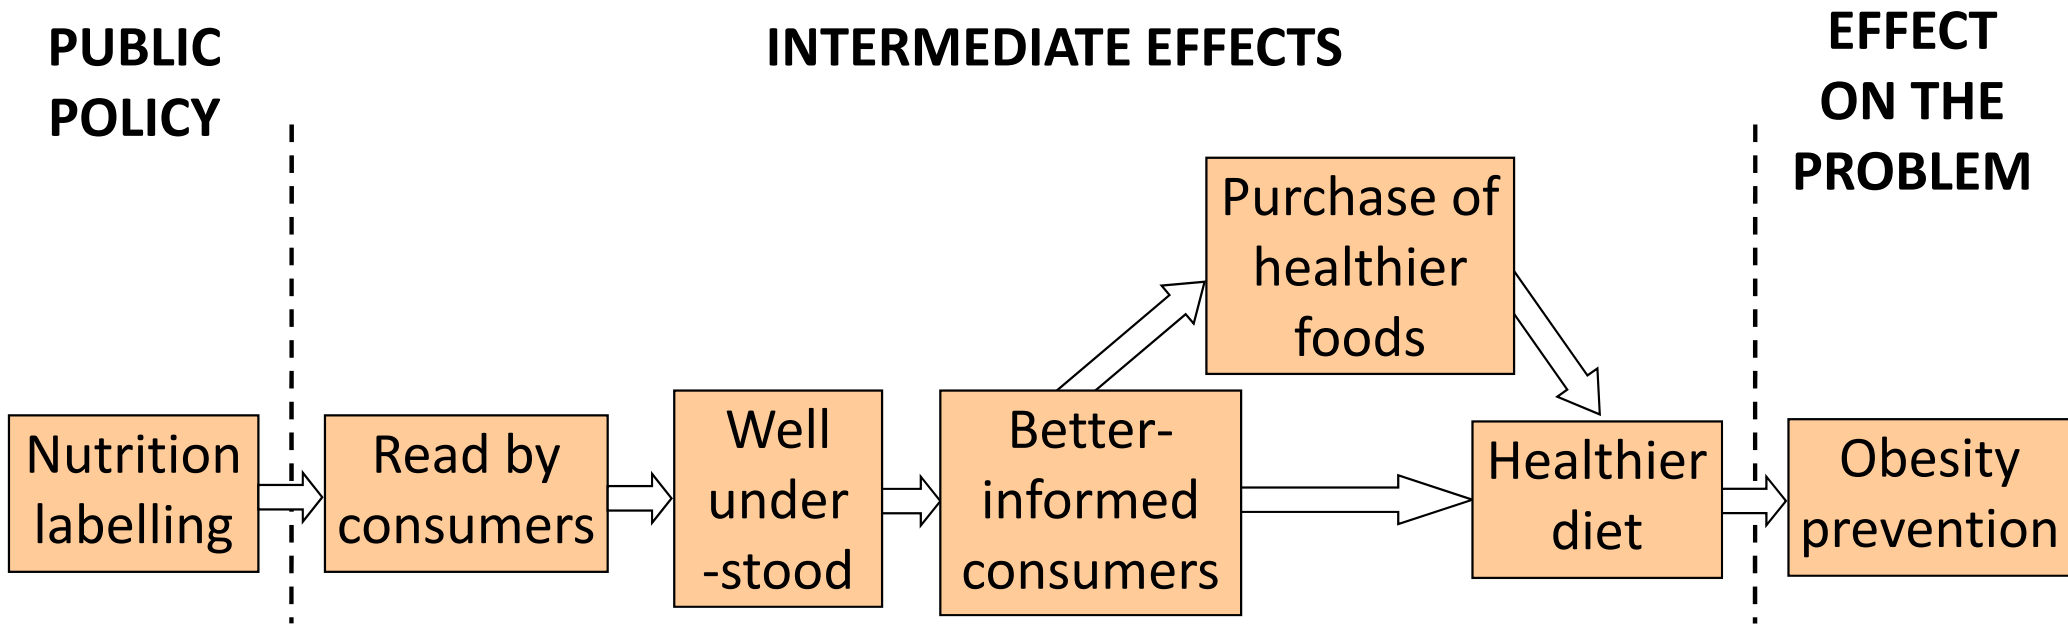 PUBLIC
POLICY
INTERMEDIATE EFFECTS
EFFECT
ON THE
PROBLEM
Nutrition
labelling
Read by
consumers
Well
under
-stood
Better-
informed
consumers
Purchase of
healthier
foods
Healthier
diet
Obesity
prevention